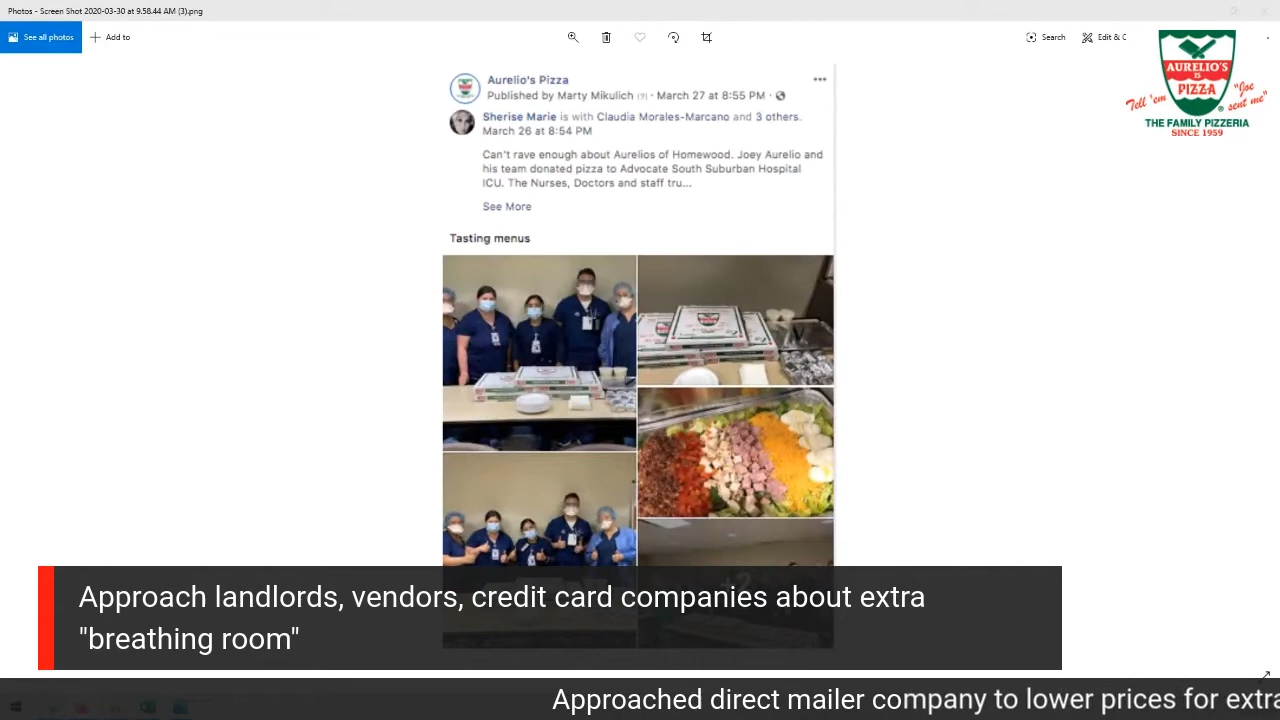 Photos - Screen Shot 2020-03-30 at 9.58.44 AM (3).png
See all photos
Add to
Search
Edit & C
Aurelio's Pizza
Published by Marty Mikulich [?] · March 27 at 8:55 PM ·
Sherise Marie is with Claudia Morales-Marcano and 3 others.
March 26 at 8:54 PM
Can't rave enough about Aurelios of Homewood. Joey Aurelio and
his team donated pizza to Advocate South Suburban Hospital
ICU. The Nurses, Doctors and staff tru...
See More
Tasting menus
+2
AURELIO'S
IS
PIZZA
Tell 'em
"Joe
sent me"
THE FAMILY PIZZERIA
SINCE 1959
Approach landlords, vendors, credit card companies about extra
"breathing room"
Approached direct mailer company to lower prices for extra